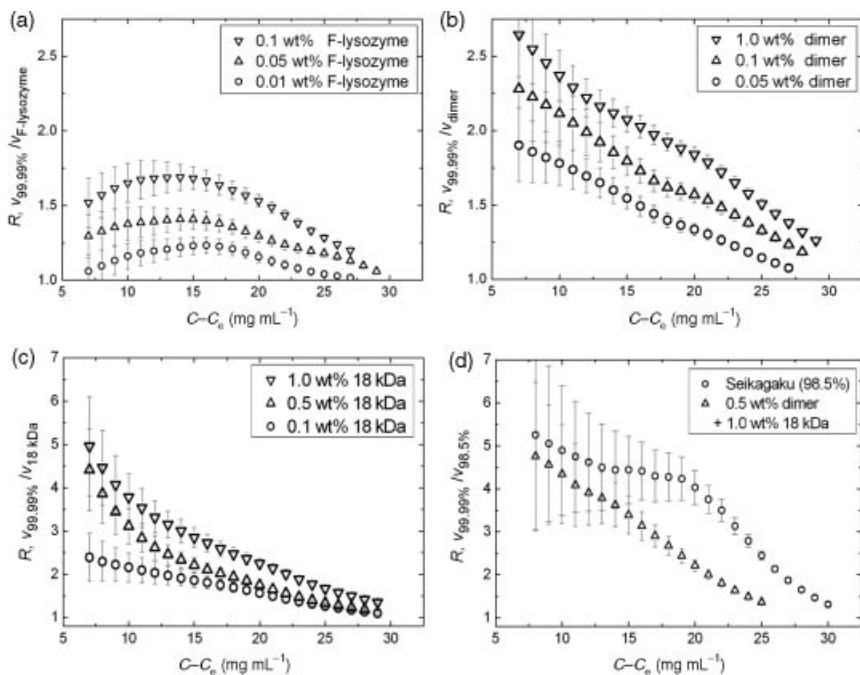 (a)
0.1 wt% F-lysozyme
0.05 wt% F-lysozyme
0.01 wt% F-lysozyme
R, v99.99% /vF-lysozyme
2.5
2.0
1.5
1.0
5 10 15 20 25 30
C–Ce (mg mL−1)
(b)
1.0 wt% dimer
0.1 wt% dimer
0.05 wt% dimer
R, v99.99% /vdimer
2.5
2.0
1.5
1.0
5 10 15 20 25 30
C–Ce (mg mL−1)
(c)
1.0 wt% 18 kDa
0.5 wt% 18 kDa
0.1 wt% 18 kDa
R, v99.99% /v18 kDa
7
6
5
4
3
2
1
5 10 15 20 25 30
C–Ce (mg mL−1)
(d)
Seikagaku (98.5%)
0.5 wt% dimer
+ 1.0 wt% 18 kDa
R, v99.99% /v98.5%
7
6
5
4
3
2
1
5 10 15 20 25 30
C–Ce (mg mL−1)